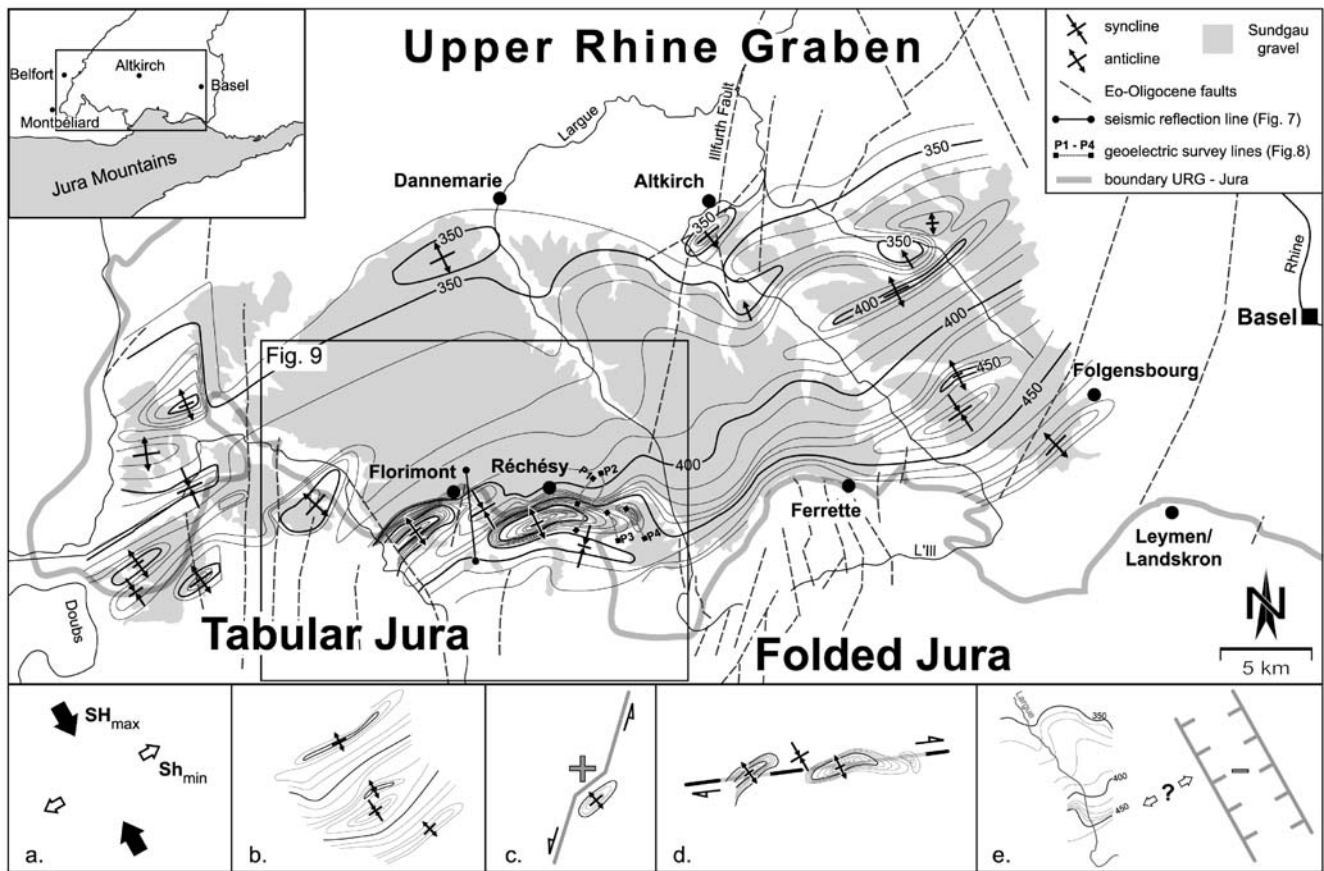 Upper Rhine Graben
Belfort
Altkirch
Basel
Montbéliard
Jura Mountains
syncline
anticline
Sundgau
gravel
Eo-Oligocene faults
seismic reflection line (Fig. 7)
P1 - P4
geoelectric survey lines (Fig.8)
boundary URG - Jura
Largue
Illfurth Fault
350
Dannemarie
Altkirch
350
350
350
350
Rhine
400
400
Basel
Fig. 9
450
450
Folgensbourg
Florimont
Réchésy
P1
P2
400
P3
P4
Ferrette
L'Ill
Leymen/
Landskron
Doubs
Tabular Jura
Folded Jura
N
5 km
SHmax
Shmin
a.
b.
c.
d.
Largue
350
400
450
?
e.